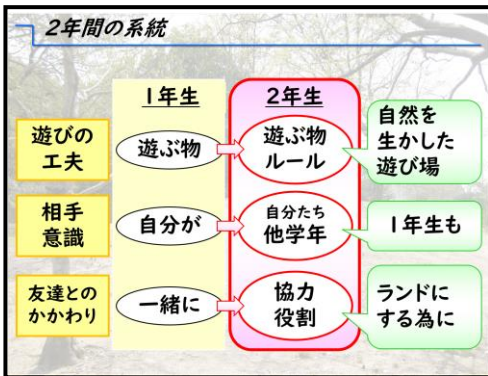 2年間の系統
1年生
2年生
遊びの
工夫
遊ぶ物
遊ぶ物
ルール
自然を
生かした
遊び場
相手
意識
自分が
自分たち
他学年
1年生も
友達との
かかわり
一緒に
協力
役割
ランドに
する為に